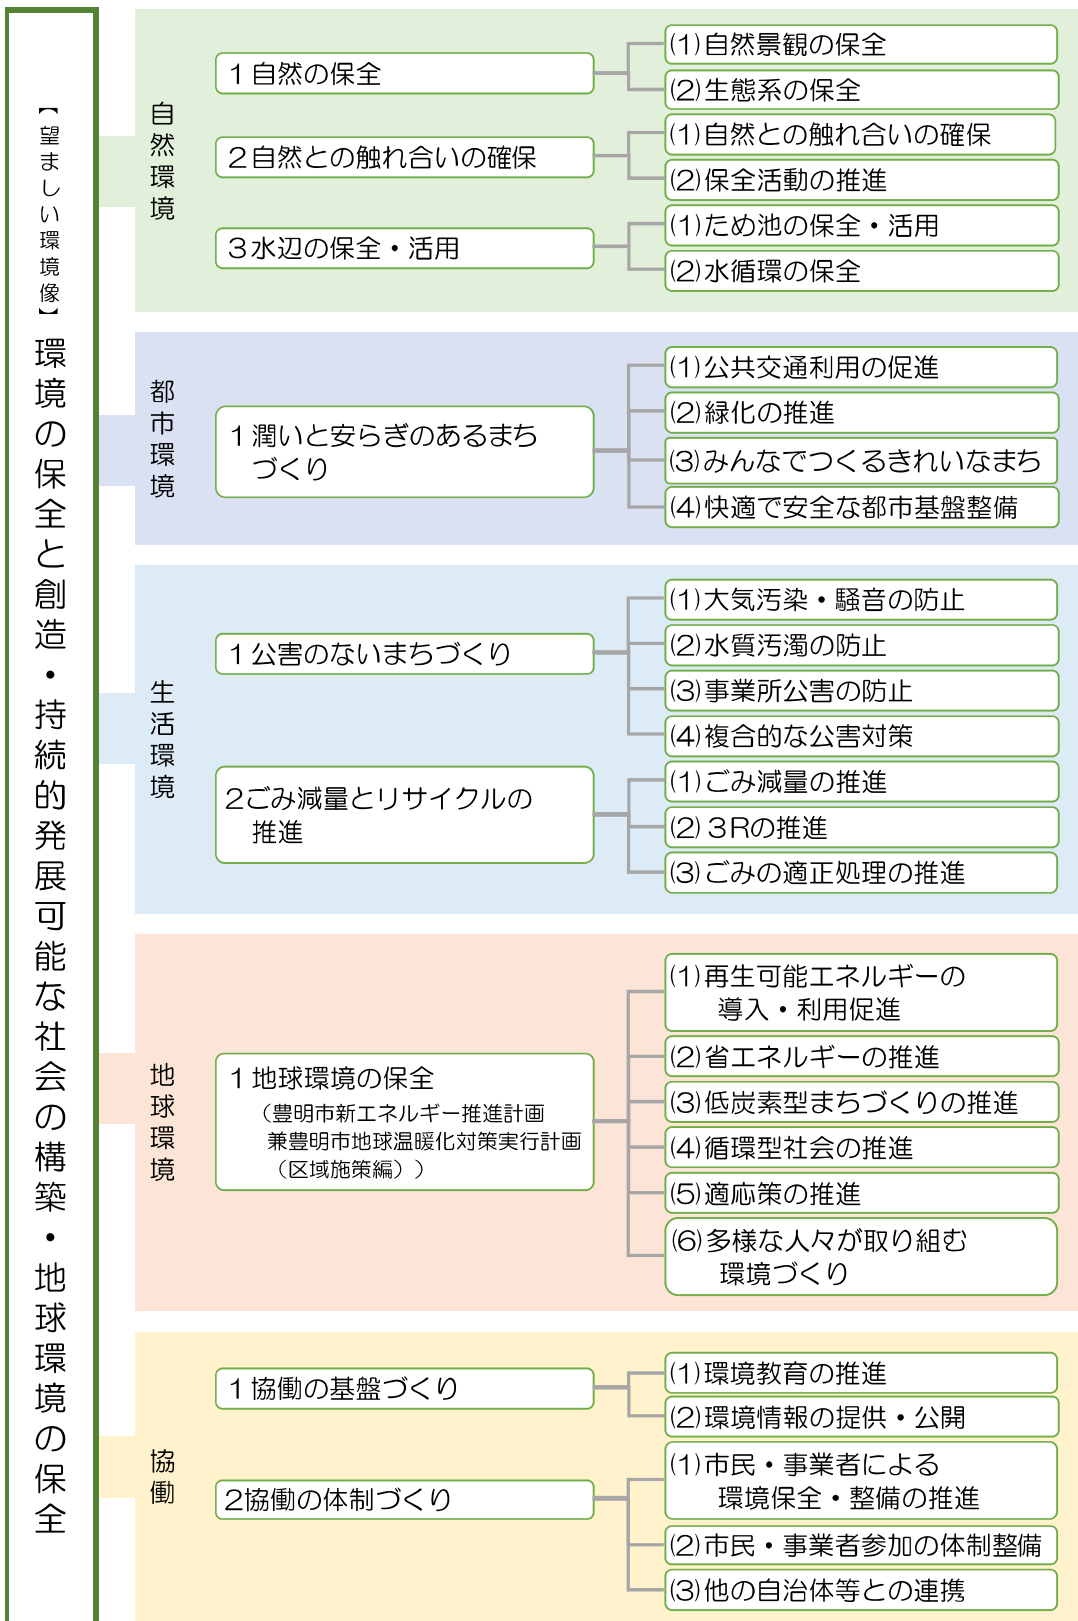 【望ましい環境像】環境の保全と創造・持続的発展可能な社会の構築・地球環境の保全
自然環境
1 自然の保全
(1)自然景観の保全
(2)生態系の保全
2 自然との触れ合いの確保
(1)自然との触れ合いの確保
(2)保全活動の推進
3 水辺の保全・活用
(1)ため池の保全・活用
(2)水循環の保全
都市環境
1 潤いと安らぎのあるまち
づくり
(1)公共交通利用の促進
(2)緑化の推進
(3)みんなでつくるきれいなまち
(4)快適で安全な都市基盤整備
生活環境
1 公害のないまちづくり
(1)大気汚染・騒音の防止
(2)水質汚濁の防止
(3)事業所公害の防止
(4)複合的な公害対策
2ごみ減量とリサイクルの
推進
(1)ごみ減量の推進
(2)3Rの推進
(3)ごみの適正処理の推進
地球環境
1 地球環境の保全
（豊明市新エネルギー推進計画
兼豊明市地球温暖化対策実行計画
（区域施策編））
(1)再生可能エネルギーの
導入・利用促進
(2)省エネルギーの推進
(3)低炭素型まちづくりの推進
(4)循環型社会の推進
(5)適応策の推進
(6)多様な人々が取り組む
環境づくり
協働
1 協働の基盤づくり
(1)環境教育の推進
(2)環境情報の提供・公開
2協働の体制づくり
(1)市民・事業者による
環境保全・整備の推進
(2)市民・事業者参加の体制整備
(3)他の自治体等との連携